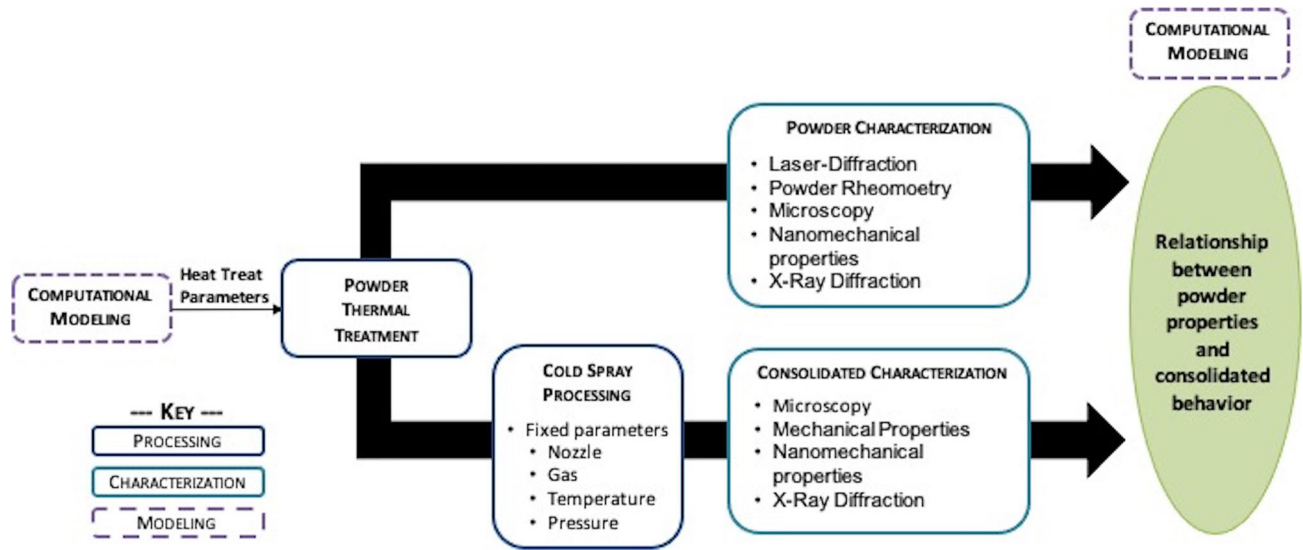 COMPUTATIONAL
MODELING
Heat Treat
Parameters
POWDER
THERMAL
TREATMENT
POWDER CHARACTERIZATION
• Laser-Diffraction
• Powder Rheomoetry
• Microscopy
• Nanomechanical
properties
• X-Ray Diffraction
COLD SPRAY
PROCESSING
• Fixed parameters
• Nozzle
• Gas
• Temperature
• Pressure
CONSOLIDATED CHARACTERIZATION
• Microscopy
• Mechanical Properties
• Nanomechanical
properties
• X-Ray Diffraction
COMPUTATIONAL
MODELING
Relationship
between
powder
properties
and
consolidated
behavior
--- KEY ---
PROCESSING
CHARACTERIZATION
MODELING